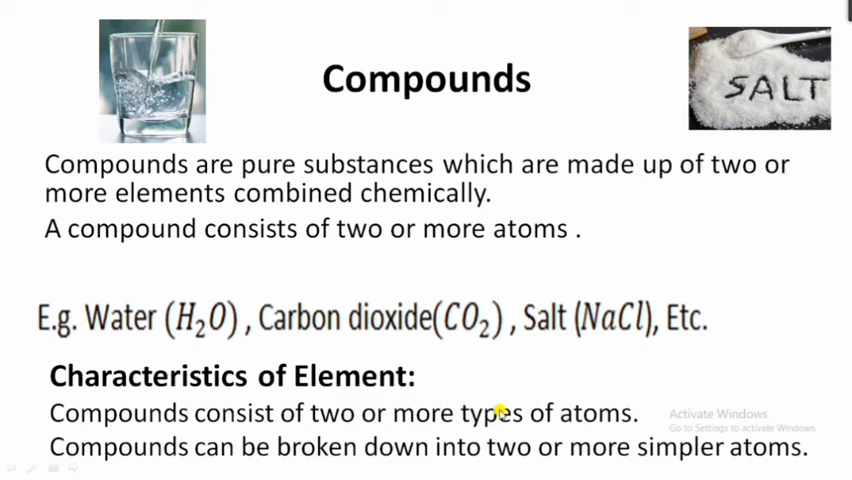 Compounds
SALT
Compounds are pure substances which are made up of two or
more elements combined chemically.
A compound consists of two or more atoms .
E.g. Water (H₂O) , Carbon dioxide(CO₂) , Salt (NaCl), Etc.
Characteristics of Element:
Compounds consist of two or more types of atoms.
Compounds can be broken down into two or more simpler atoms.
Activate Windows
Go to Settings to activate Windows.